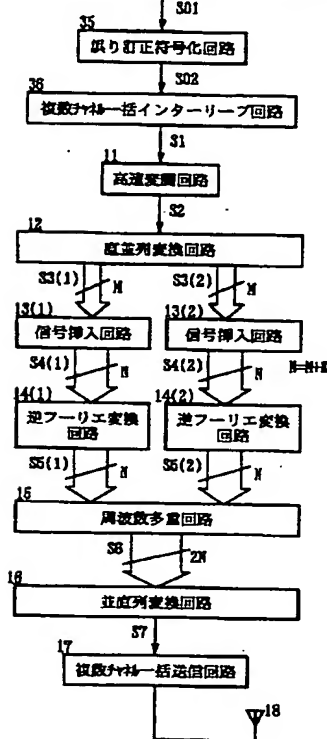 S01
35
誤り訂正符号化回路
S02
36
複数チャネル一括インターリーブ回路
S1
11
高速変調回路
S2
12
直並列変換回路
S3(1) M S3(2) M
13(1) 13(2)
信号挿入回路 信号挿入回路
S4(1) N S4(2) N
14(1) 14(2)
逆フーリエ変換 逆フーリエ変換
回路 回路
S5(1) N S5(2) N
15
周波数多重回路
S6 2N
16
並直列変換回路
S7
17
複数チャネル一括送信回路
18